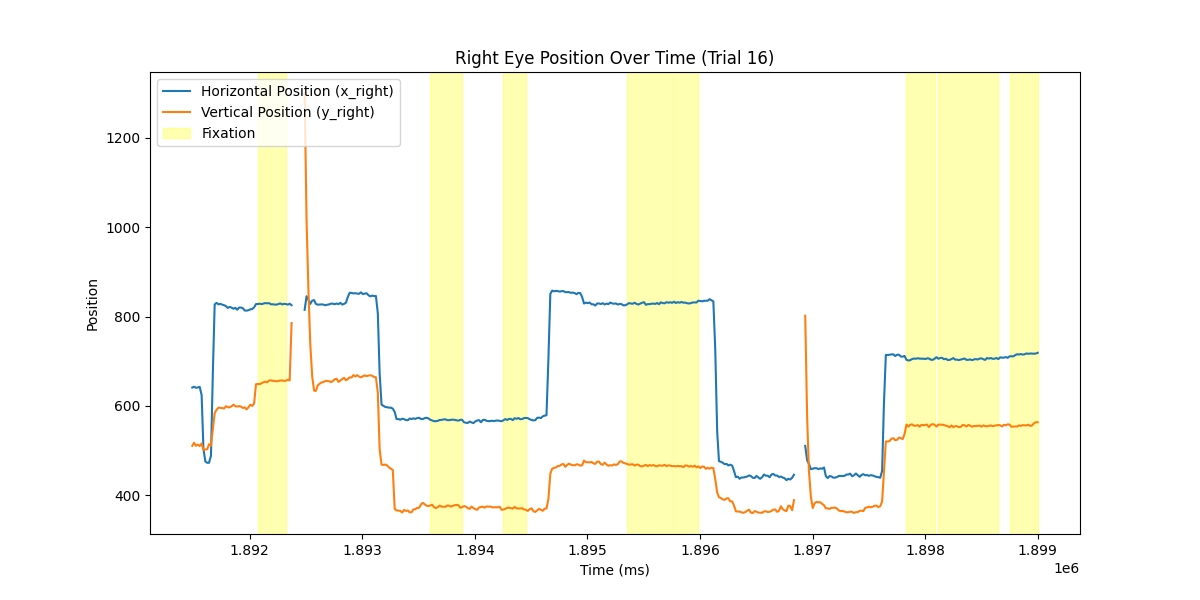 Right Eye Position Over Time (Trial 16)
Horizontal Position (x_right)
Vertical Position (y_right)
Fixation
1200
1000
800
600
400
Position
1.892 1.893 1.894 1.895 1.896 1.897 1.898 1.899
1e6
Time (ms)